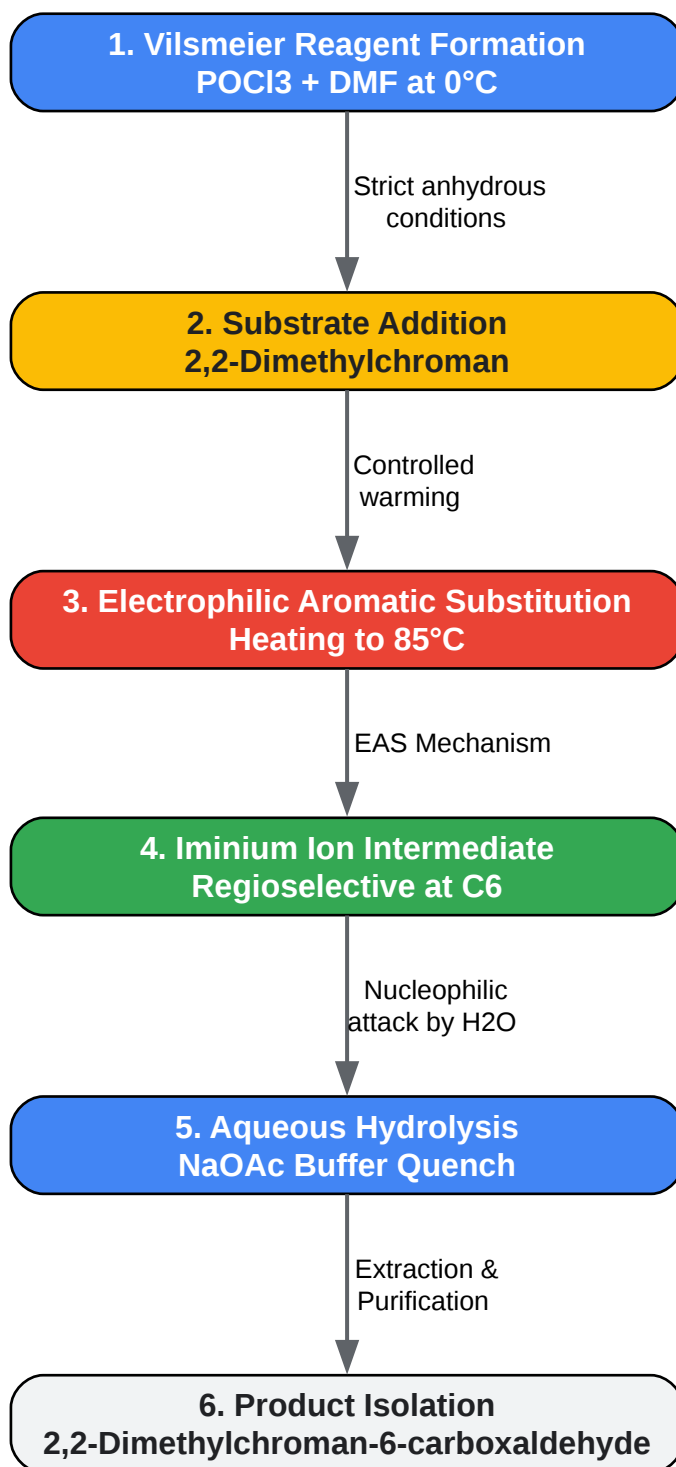 1. Vilsmeier Reagent Formation
POCl3 + DMF at 0°C
Strict anhydrous
conditions
2. Substrate Addition
2,2-Dimethylchroman
Controlled
warming
3. Electrophilic Aromatic Substitution
Heating to 85°C
EAS Mechanism
4. Iminium Ion Intermediate
Regioselective at C6
Nucleophilic
attack by H2O
5. Aqueous Hydrolysis
NaOAc Buffer Quench
Extraction &
Purification
6. Product Isolation
2,2-Dimethylchroman-6-carboxaldehyde